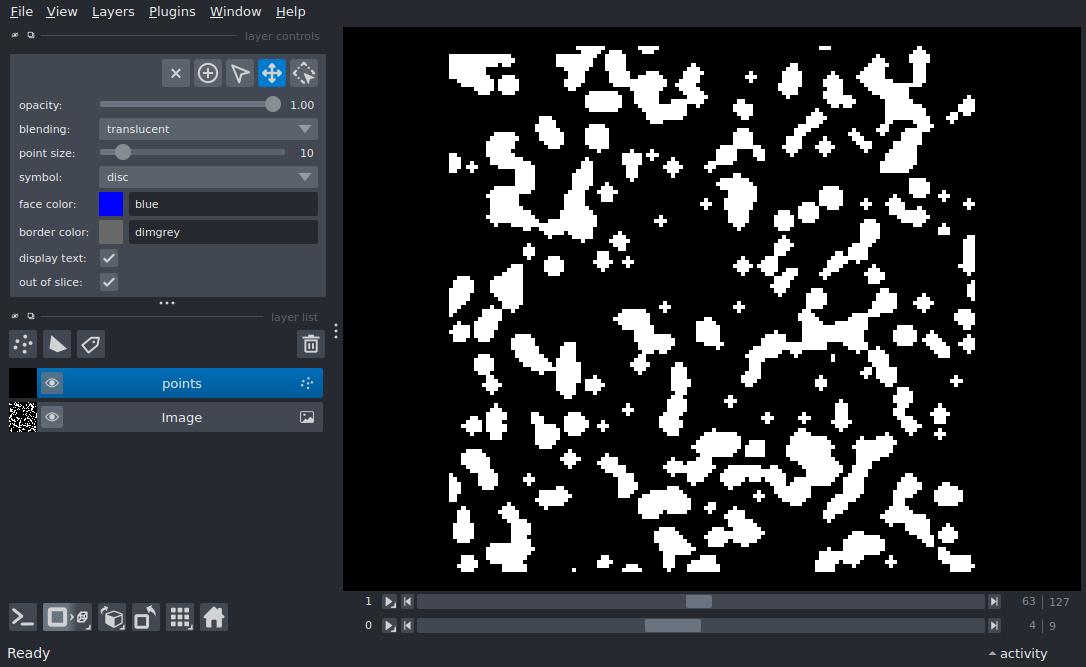 File View Layers Plugins Window Help
layer controls
opacity: 1.00
blending: translucent
point size: 10
symbol: disc
face color: blue
border color: dimgrey
display text:
out of slice:
layer list
points
Image
1 63 127
0 4 9
Ready activity